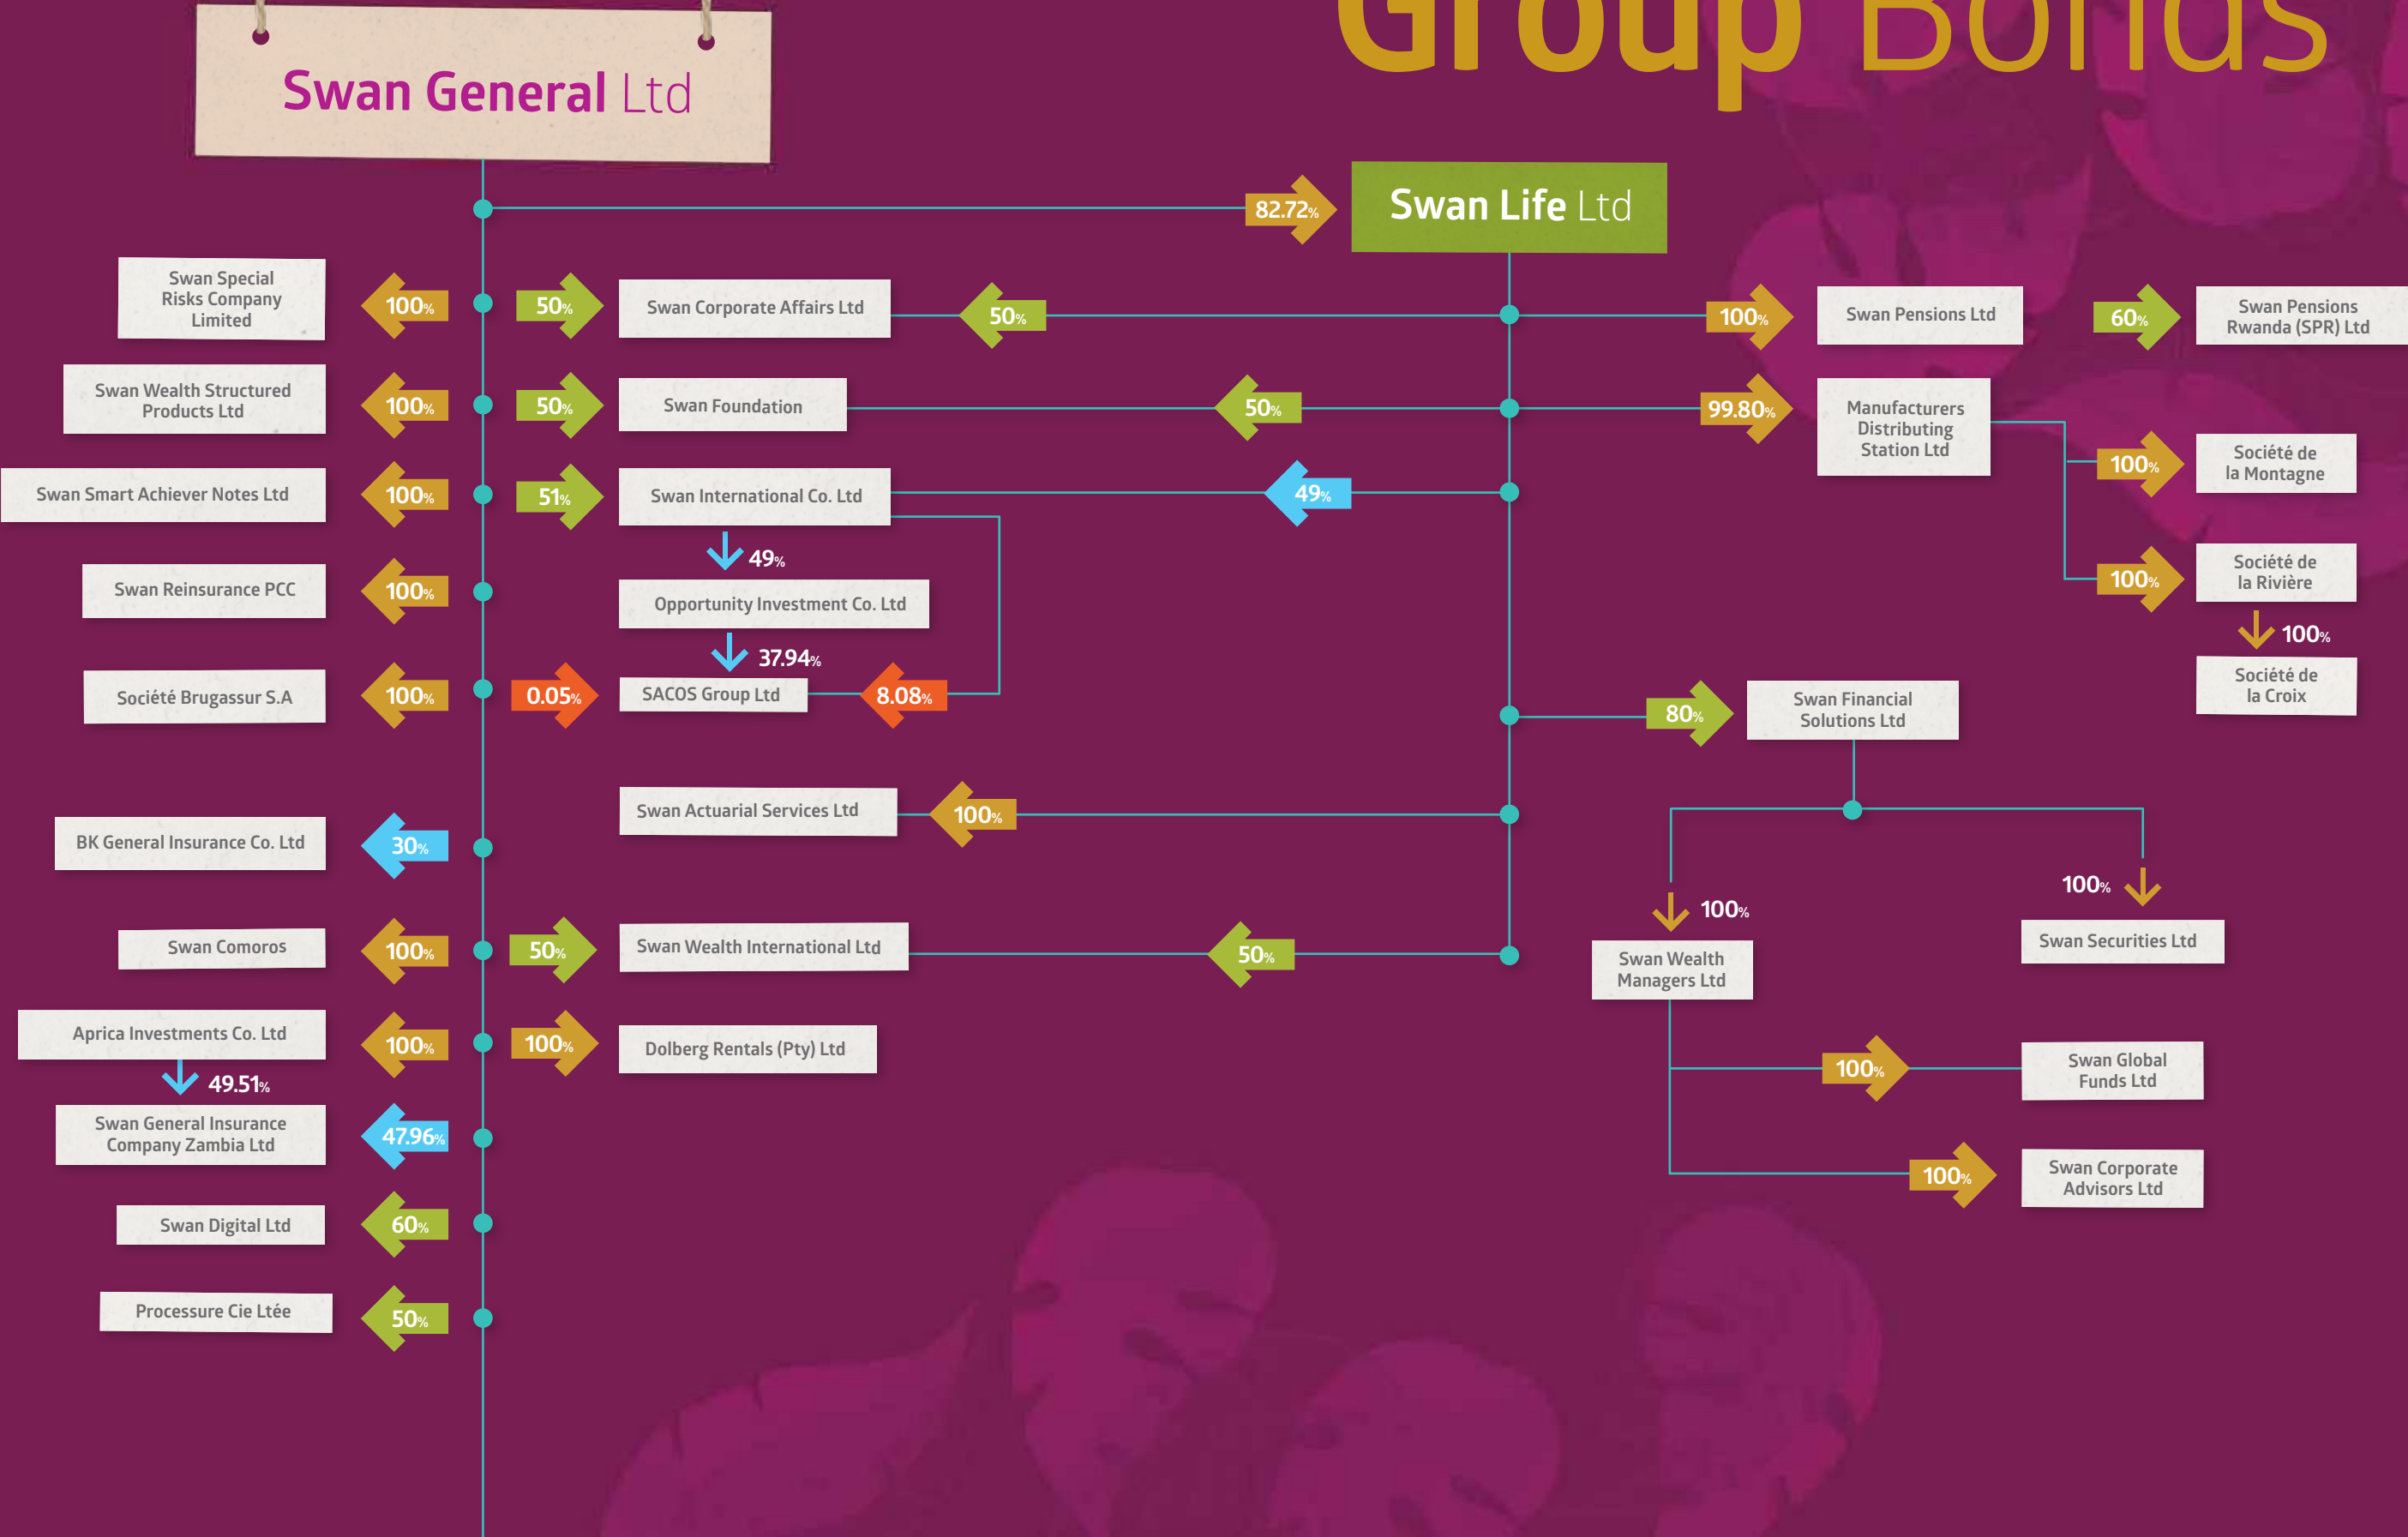 Group Bonds
Swan General Ltd
82.72%
Swan Life Ltd
Swan Special
Risks Company
Limited
100%
50%
Swan Corporate Affairs Ltd
50%
100%
Swan Pensions Ltd
60%
Swan Pensions
Rwanda (SPR) Ltd
Swan Wealth Structured
Products Ltd
100%
50%
Swan Foundation
50%
99.80%
Manufacturers
Distributing
Station Ltd
100%
Société de
la Montagne
Swan Smart Achiever Notes Ltd
100%
51%
Swan International Co. Ltd
49%
49%
Swan Reinsurance PCC
100%
Opportunity Investment Co. Ltd
100%
Société de
la Rivière
37.94%
100%
Société Brugassur S.A
100%
0.05%
SACOS Group Ltd
8.08%
80%
Swan Financial
Solutions Ltd
Société de
la Croix
Swan Actuarial Services Ltd
100%
BK General Insurance Co. Ltd
30%
100%
100%
Swan Comoros
100%
50%
Swan Wealth International Ltd
50%
Swan Wealth
Managers Ltd
Swan Securities Ltd
Aprica Investments Co. Ltd
100%
100%
Dolberg Rentals (Pty) Ltd
100%
Swan Global
Funds Ltd
49.51%
Swan General Insurance
Company Zambia Ltd
47.96%
100%
Swan Corporate
Advisors Ltd
Swan Digital Ltd
60%
Processure Cie Ltée
50%